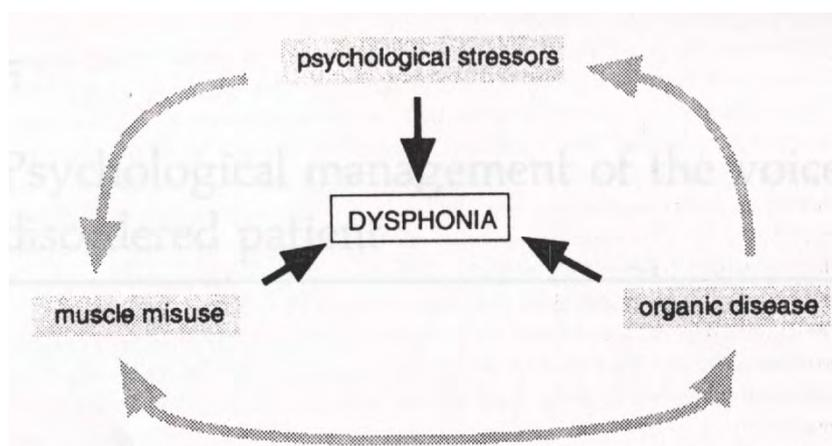 psychological stressors
Psychological management of the voice
disordered patient
DYSPHONIA
muscle misuse
organic disease